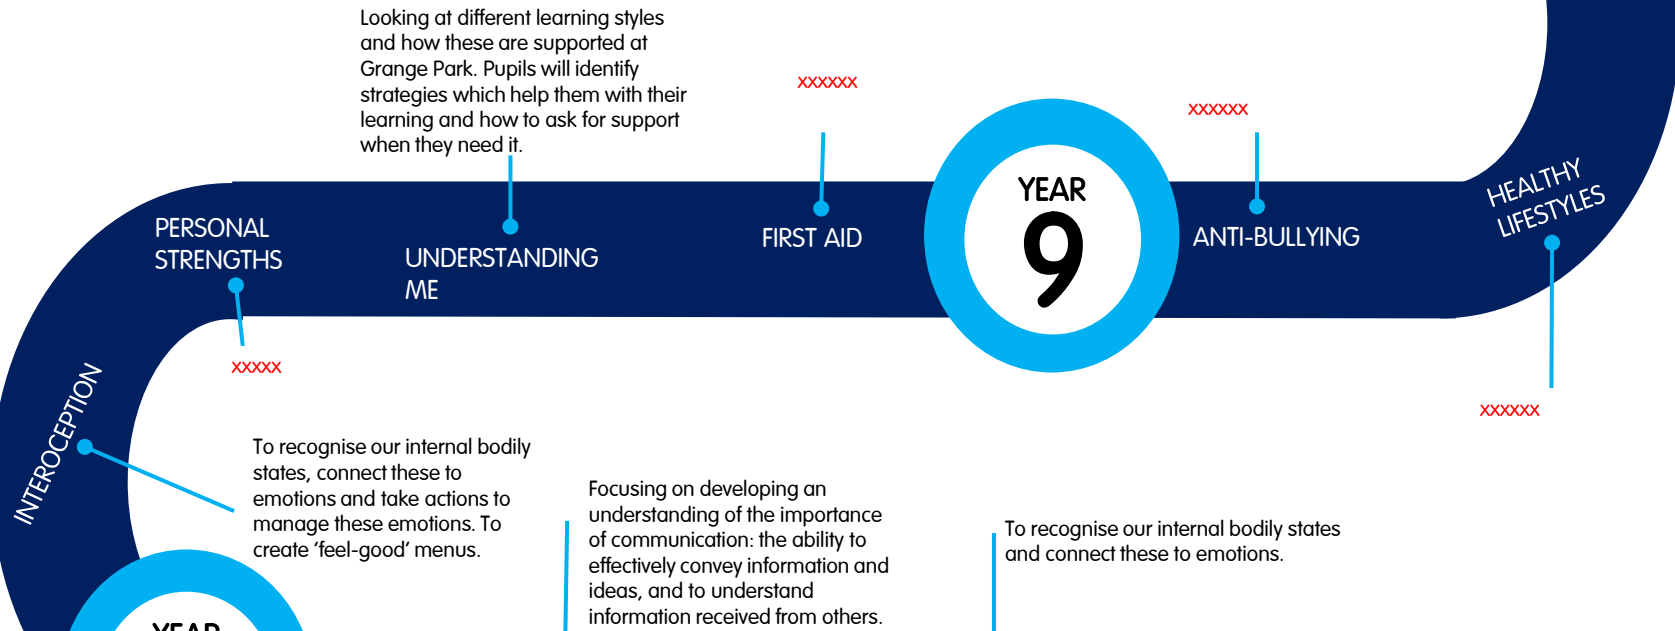 Looking at different learning styles
and how these are supported at
Grange Park. Pupils will identify
strategies which help them with their
learning and how to ask for support
when they need it.
xxxxxx
xxxxxx
HEALTHY
LIFESTYLES
YEAR
9
PERSONAL
STRENGTHS
UNDERSTANDING
ME
FIRST AID
ANTI-BULLYING
xxxxx
xxxxxx
INTEROCEPTION
To recognise our internal bodily
states, connect these to
emotions and take actions to
manage these emotions. To
create ‘feel-good’ menus.
Focusing on developing an
understanding of the importance
of communication: the ability to
effectively convey information and
ideas, and to understand
information received from others.
To recognise our internal bodily states
and connect these to emotions.
YEAR